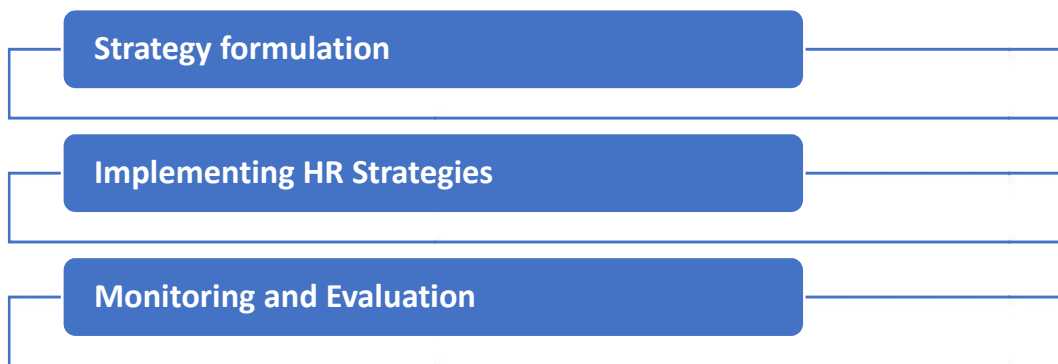 Strategy formulation
Implementing HR Strategies
Monitoring and Evaluation